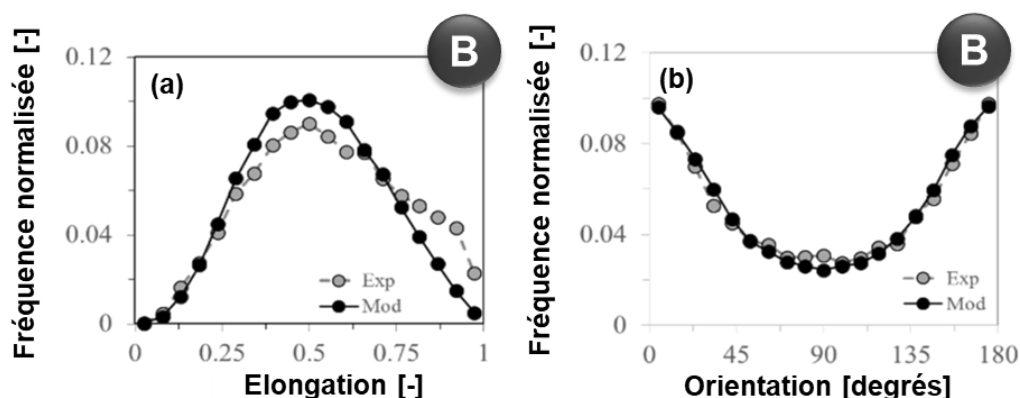 Fréquence normalisée [-]
0.12
0.08
0.04
0
(a)
B
Exp
Mod
0 0.25 0.5 0.75 1
Elongation [-]
Fréquence normalisée [-]
0.12
0.08
0.04
0
(b)
B
Exp
Mod
0 45 90 135 180
Orientation [degrés]